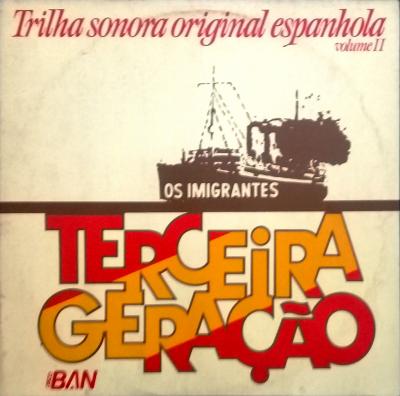 Trilha sonora original espanhola
volume II
OS IMIGRANTES
TERCEIRA
GERAÇÃO
BAN